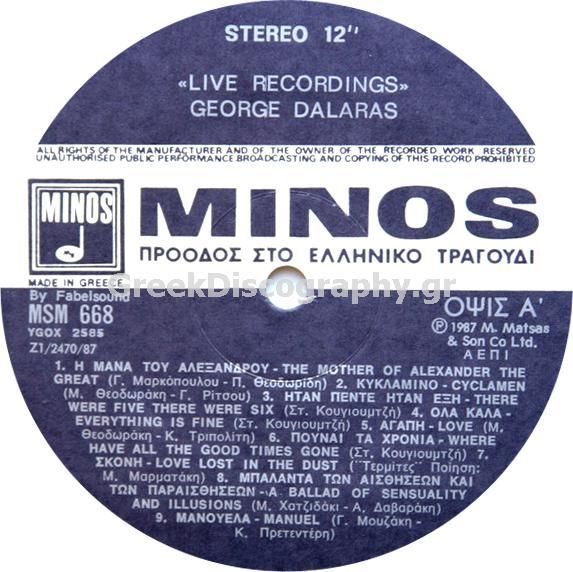 STEREO 12''
«LIVE RECORDINGS»
GEORGE DALARAS
ALL RIGHTS OF THE MANUFACTURER AND OF THE OWNER OF THE RECORDED WORK RESERVED
UNAUTHORISED PUBLIC PERFORMANCE BROADCASTING AND COPYING OF THIS RECORD PROHIBITED
MINOS
MINOS
ΠΡΟΟΔΟΣ ΣΤΟ ΕΛΛΗΝΙΚΟ ΤΡΑΓΟΥΔΙ
MADE IN GREECE
GreekDiscography.gr
By Fabelsound
MSM 668
YGOX 2585
Z1/2470/87
ΟΨΙΣ Α'
Ⓟ 1987 M. Matsas
& Son Co Ltd.
Α Ε Π Ι
1. Η ΜΑΝΑ ΤΟΥ ΑΛΕΞΑΝΔΡΟΥ - THE MOTHER OF ALEXANDER THE
GREAT (Γ. Μαρκόπουλου - Π. Θεοδωρίδη) 2. ΚΥΚΛΑΜΙΝΟ - CYCLAMEN
(Μ. Θεοδωράκη - Γ. Ρίτσου) 3. ΗΤΑΝ ΠΕΝΤΕ ΗΤΑΝ ΕΞΗ - THERE
WERE FIVE THERE WERE SIX (Στ. Κουγιουμτζή) 4. ΟΛΑ ΚΑΛΑ -
EVERYTHING IS FINE (Στ. Κουγιουμτζή) 5. ΑΓΑΠΗ - LOVE (Μ.
Θεοδωράκη - Κ. Τριπολίτη) 6. ΠΟΥΝΑΙ ΤΑ ΧΡΟΝΙΑ - WHERE
HAVE ALL THE GOOD TIMES GONE (Στ. Κουγιουμτζή) 7.
ΣΚΟΝΗ - LOVE LOST IN THE DUST ("Τερμίτες" Ποίηση:
Μ. Μαρματάκη) 8. ΜΠΑΛΑΝΤΑ ΤΩΝ ΑΙΣΘΗΣΕΩΝ ΚΑΙ
ΤΩΝ ΠΑΡΑΙΣΘΗΣΕΩΝ - A BALLAD OF SENSUALITY
AND ILLUSIONS (Μ. Χατζιδάκι - Α. Δαβαράκη)
9. ΜΑΝΟΥΕΛΑ - MANUEL (Γ. Μουζάκη -
Κ. Πρετεντέρη)